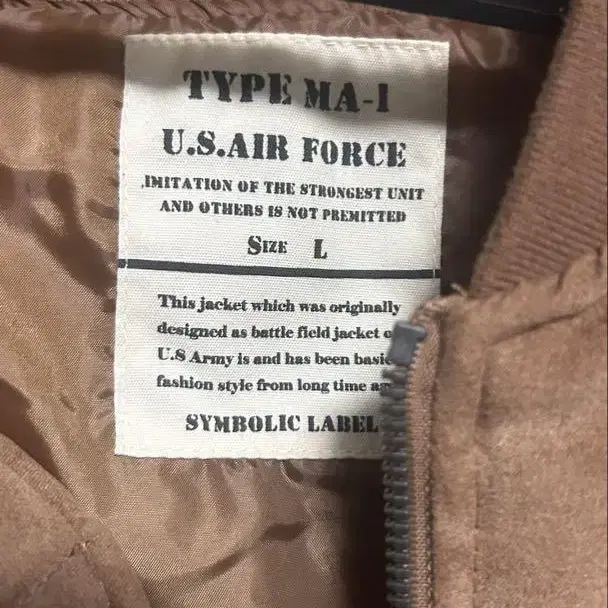 TYPE MA-1
U.S.AIR FORCE
IMITATION OF THE STRONGEST UNIT
AND OTHERS IS NOT PREMITTED
SIZE L
This jacket which was originally
designed as battle field jacket
U.S Army is and has been basic
fashion style from long time
SYMBOLIC LABEL